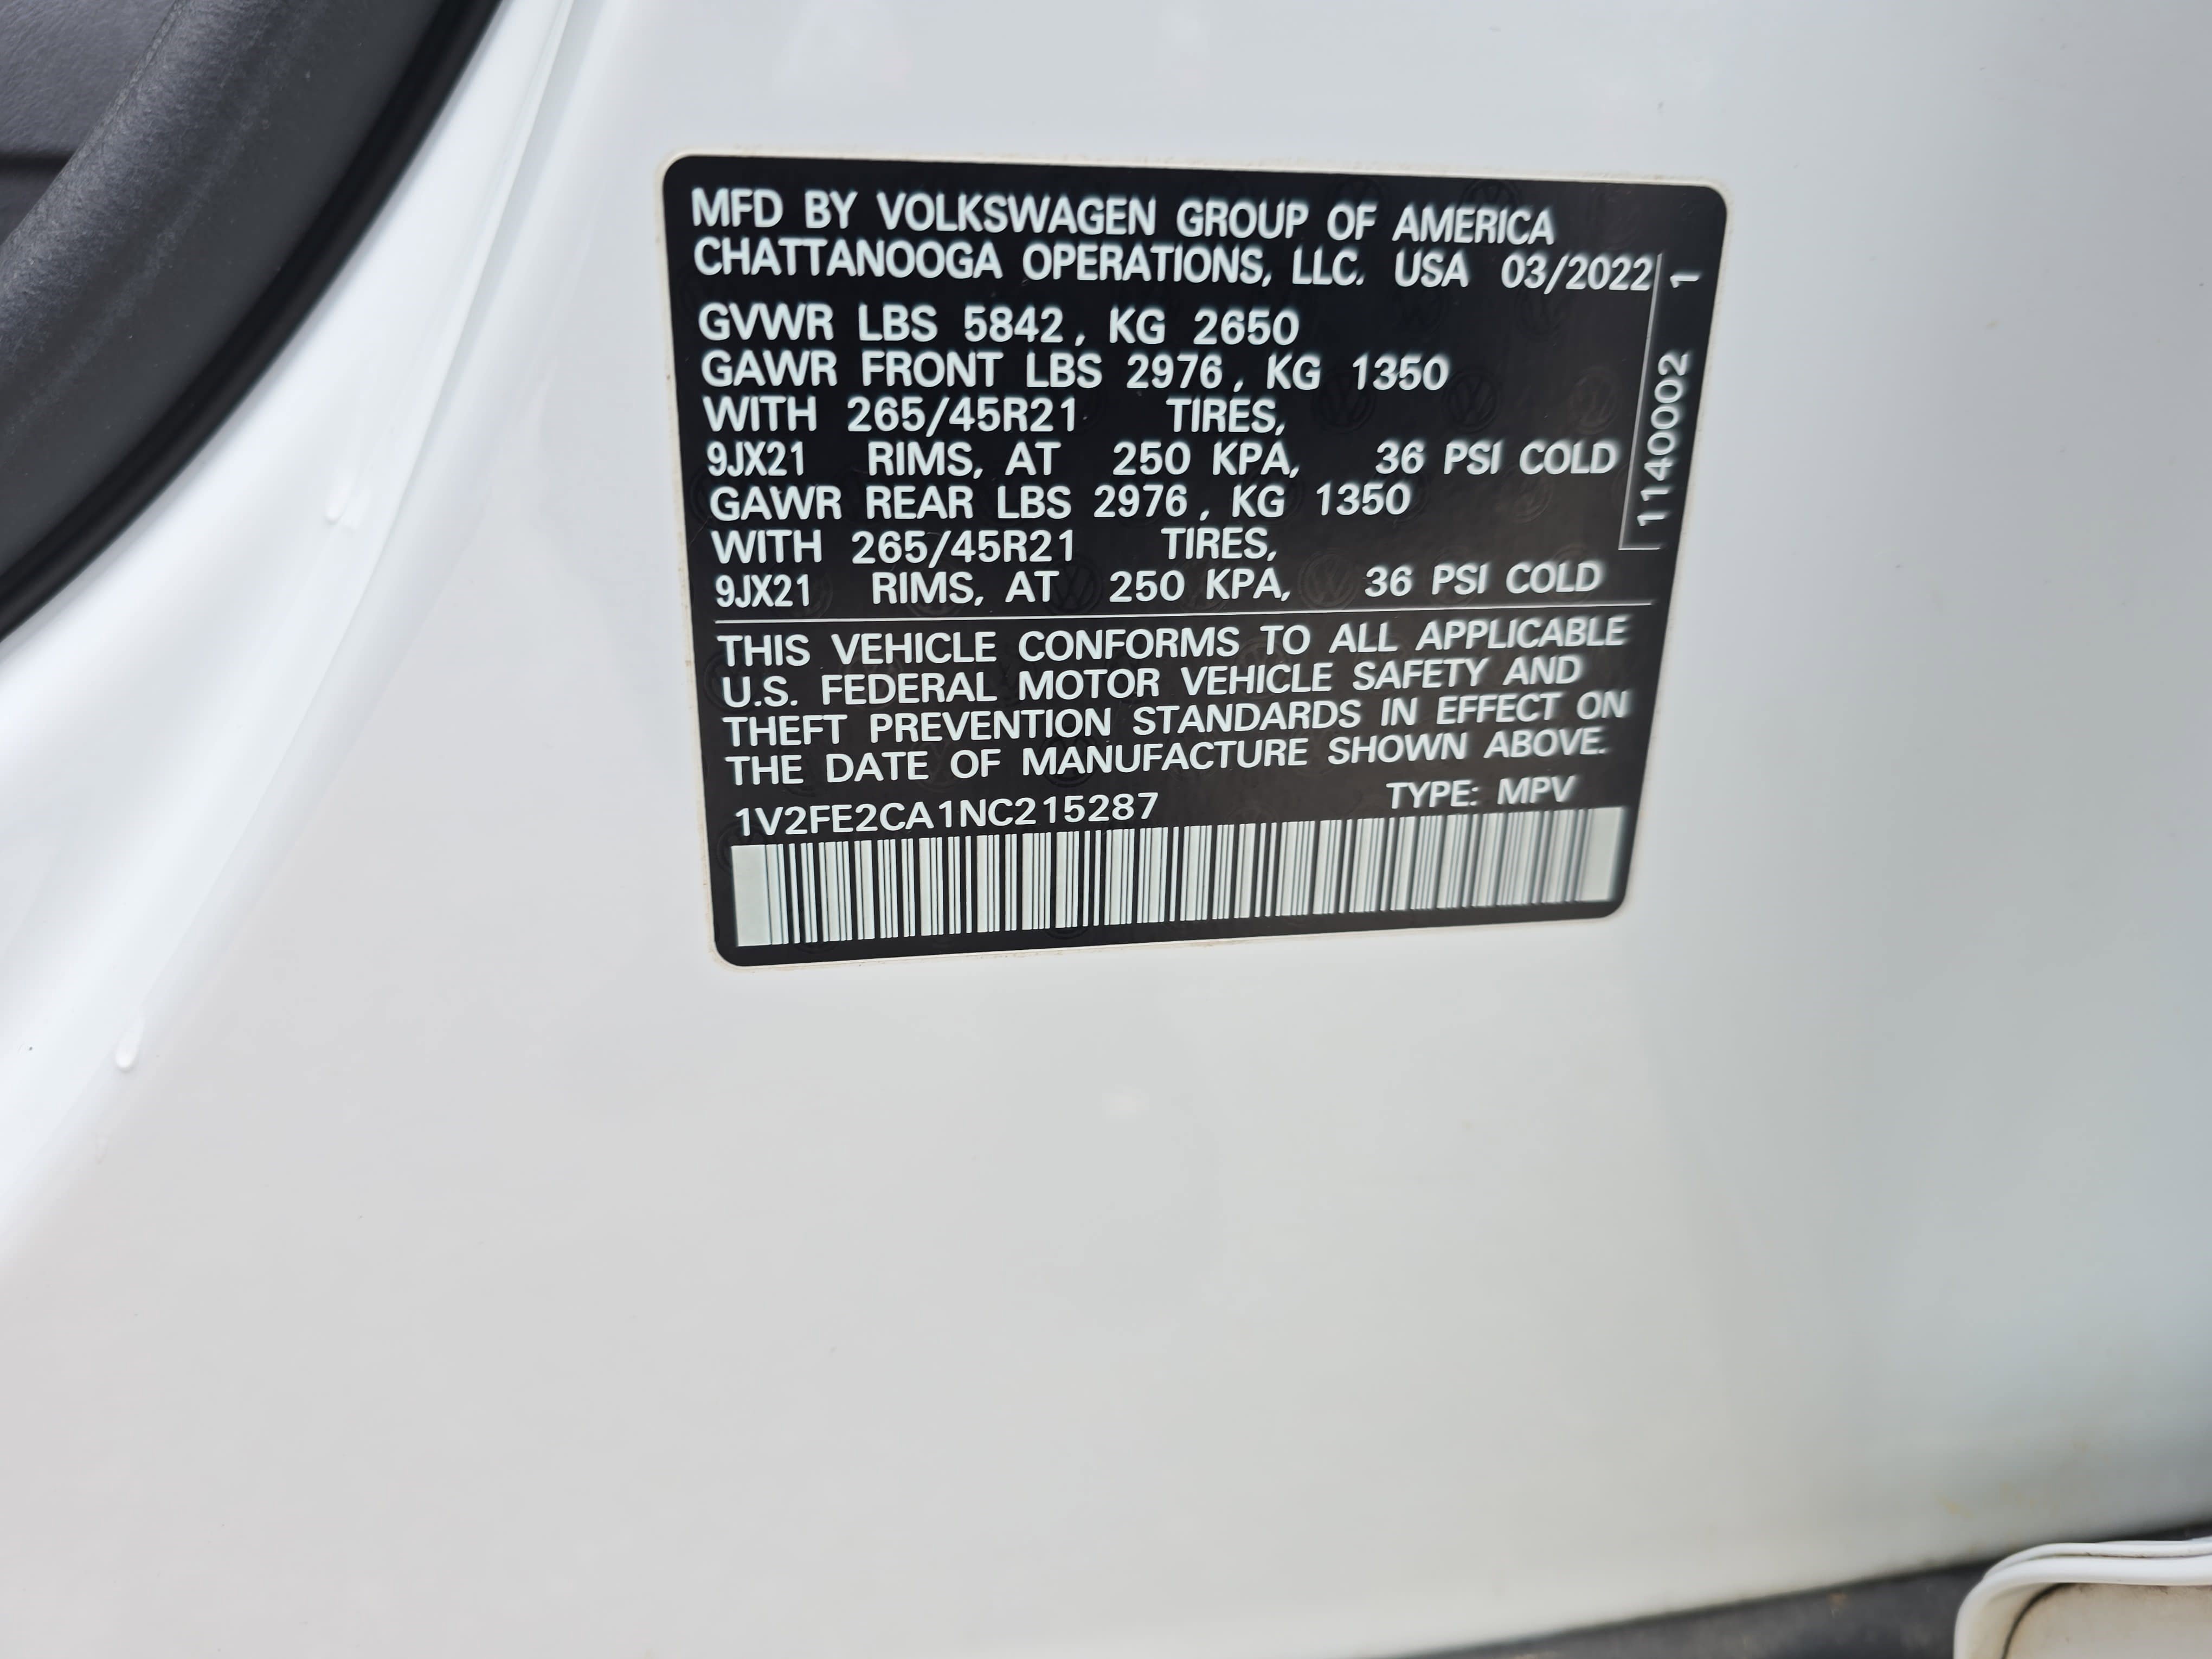 MFD BY VOLKSWAGEN GROUP OF AMERICA
CHATTANOOGA OPERATIONS, LLC. USA 03/2022
GVWR LBS 5842, KG 2650
GAWR FRONT LBS 2976, KG 1350
WITH 265/45R21 TIRES,
9JX21 RIMS, AT 250 KPA, 36 PSI COLD
GAWR REAR LBS 2976, KG 1350
WITH 265/45R21 TIRES,
9JX21 RIMS, AT 250 KPA, 36 PSI COLD
THIS VEHICLE CONFORMS TO ALL APPLICABLE
U.S. FEDERAL MOTOR VEHICLE SAFETY AND
THEFT PREVENTION STANDARDS IN EFFECT ON
THE DATE OF MANUFACTURE SHOWN ABOVE.
1V2FE2CA1NC215287 TYPE: MPV
1140002 1